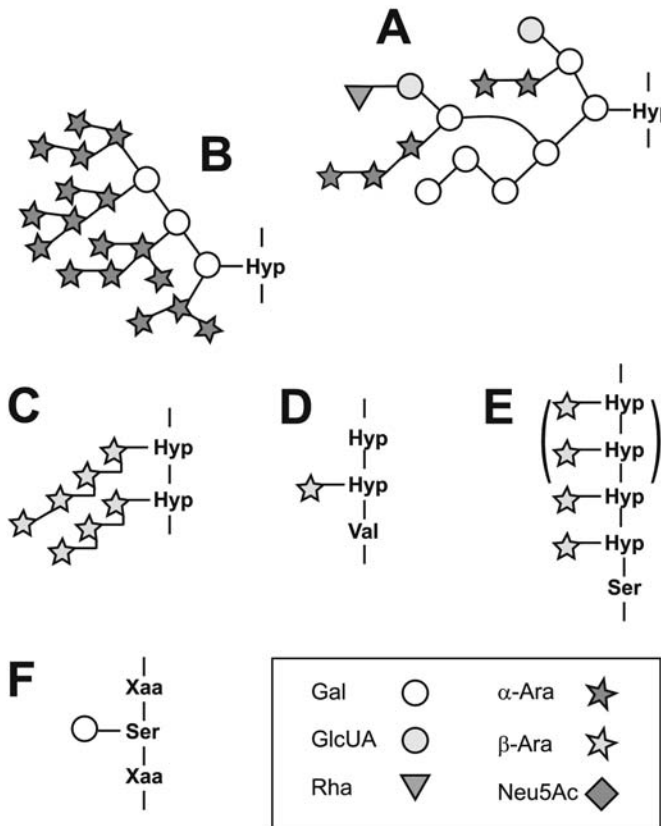 A
Hyp
B
Hyp
C
Hyp
Hyp
D
Hyp
Hyp
Val
E
Hyp
Hyp
Hyp
Hyp
Ser
F
Xaa
Ser
Xaa
Gal
α-Ara
GlcUA
β-Ara
Rha
Neu5Ac